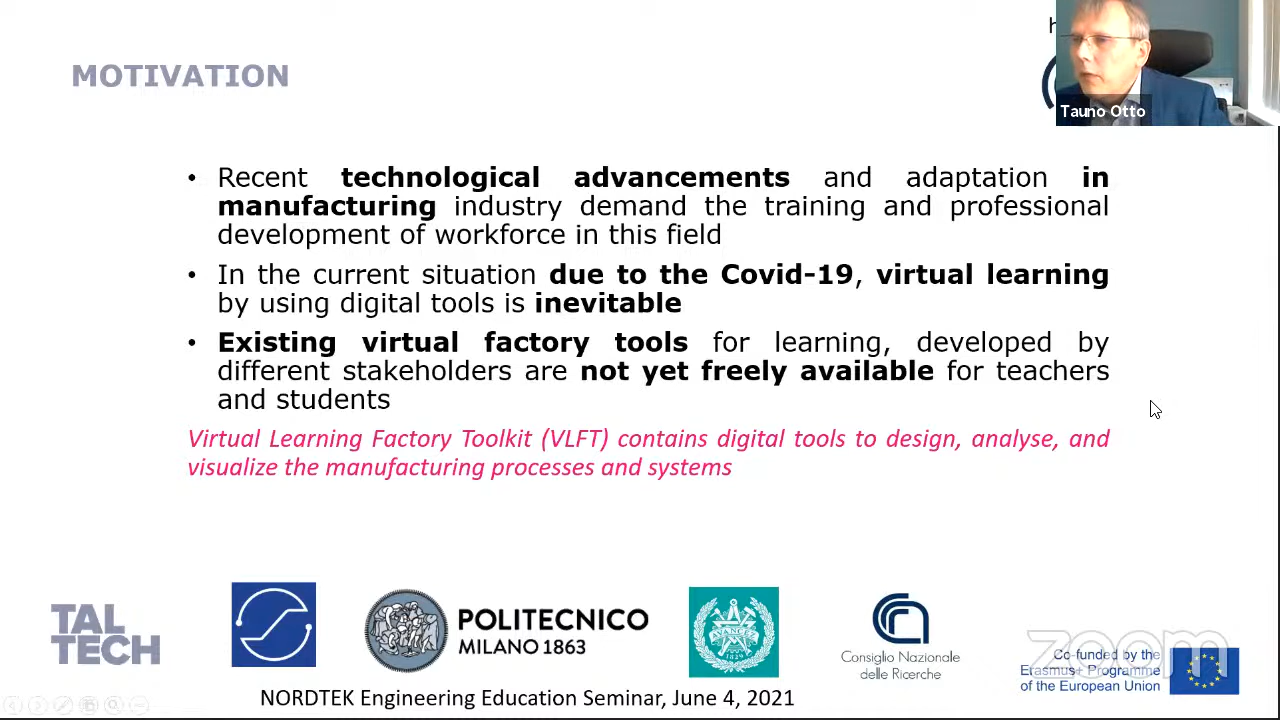 MOTIVATION
Tauno Otto
• Recent technological advancements and adaptation in
manufacturing industry demand the training and professional
development of workforce in this field
• In the current situation due to the Covid-19, virtual learning
by using digital tools is inevitable
• Existing virtual factory tools for learning, developed by
different stakeholders are not yet freely available for teachers
and students
Virtual Learning Factory Toolkit (VLFT) contains digital tools to design, analyse, and
visualize the manufacturing processes and systems
TAL
TECH
POLITECNICO
MILANO 1863
AVANCEZ
1829
Consiglio Nazionale
delle Ricerche
zoom
Co-funded by the
Erasmus+ Programme
of the European Union
NORDTEK Engineering Education Seminar, June 4, 2021